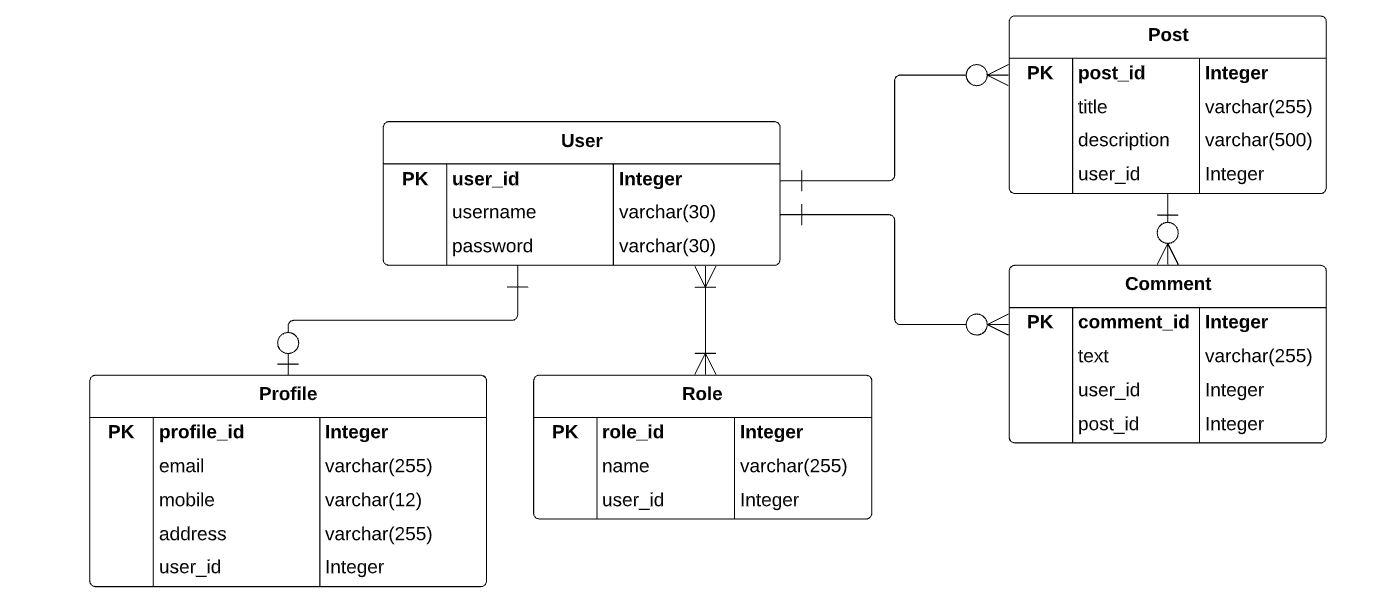 Post
PK post_id Integer
title varchar(255)
description varchar(500)
user_id Integer
User
PK user_id Integer
username varchar(30)
password varchar(30)
Comment
PK comment_id Integer
text varchar(255)
user_id Integer
post_id Integer
Profile
PK profile_id Integer
email varchar(255)
mobile varchar(12)
address varchar(255)
user_id Integer
Role
PK role_id Integer
name varchar(255)
user_id Integer